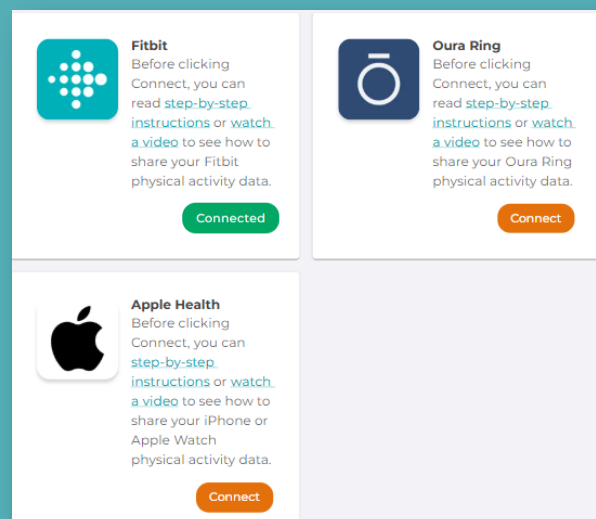 Fitbit
Before clicking
Connect, you can
read step-by-step
instructions or watch
a video to see how to
share your Fitbit
physical activity data.
Connected
Oura Ring
Before clicking
Connect, you can
read step-by-step
instructions or watch
a video to see how to
share your Oura Ring
physical activity data.
Connect
Apple Health
Before clicking
Connect, you can
step-by-step
instructions or watch
a video to see how to
share your iPhone or
Apple Watch
physical activity data.
Connect